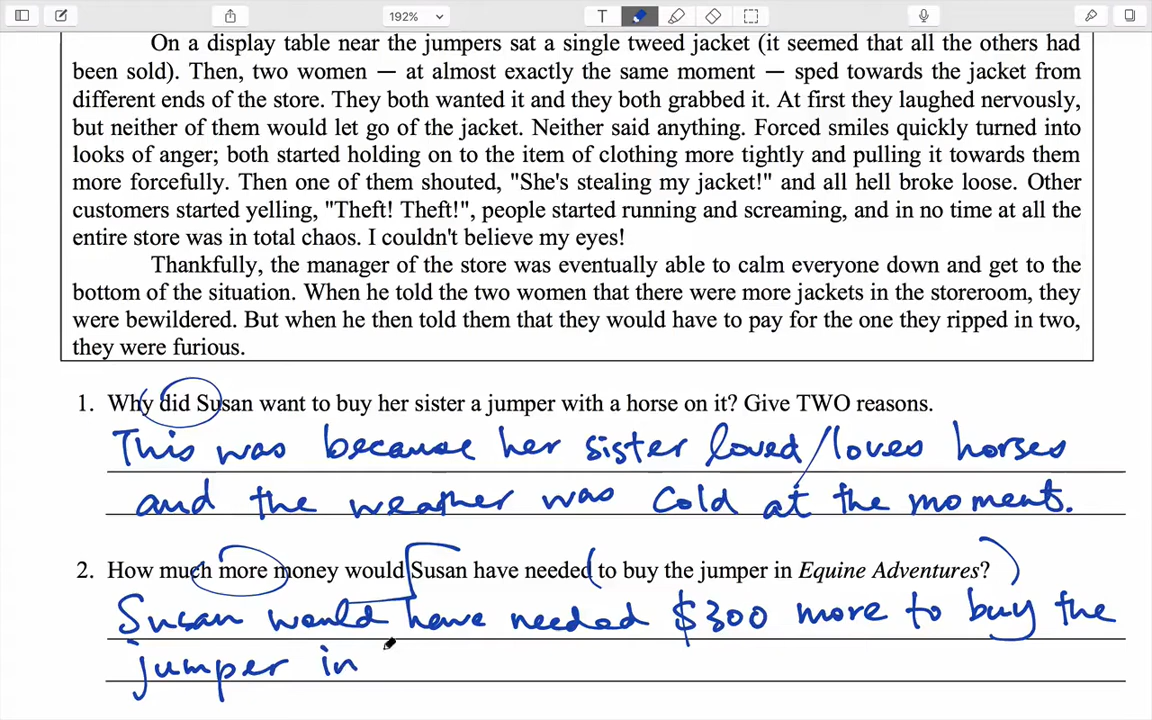 192%
T
On a display table near the jumpers sat a single tweed jacket (it seemed that all the others had
been sold). Then, two women — at almost exactly the same moment — sped towards the jacket from
different ends of the store. They both wanted it and they both grabbed it. At first they laughed nervously,
but neither of them would let go of the jacket. Neither said anything. Forced smiles quickly turned into
looks of anger; both started holding on to the item of clothing more tightly and pulling it towards them
more forcefully. Then one of them shouted, "She's stealing my jacket!" and all hell broke loose. Other
customers started yelling, "Theft! Theft!", people started running and screaming, and in no time at all the
entire store was in total chaos. I couldn't believe my eyes!
Thankfully, the manager of the store was eventually able to calm everyone down and get to the
bottom of the situation. When he told the two women that there were more jackets in the storeroom, they
were bewildered. But when he then told them that they would have to pay for the one they ripped in two,
they were furious.
1. Why did Susan want to buy her sister a jumper with a horse on it? Give TWO reasons.
This was because her sister loved/loves horses
and the weather was cold at the moment.
2. How much more money would Susan have needed to buy the jumper in Equine Adventures?
Susan would have needed $300 more to buy the
jumper in